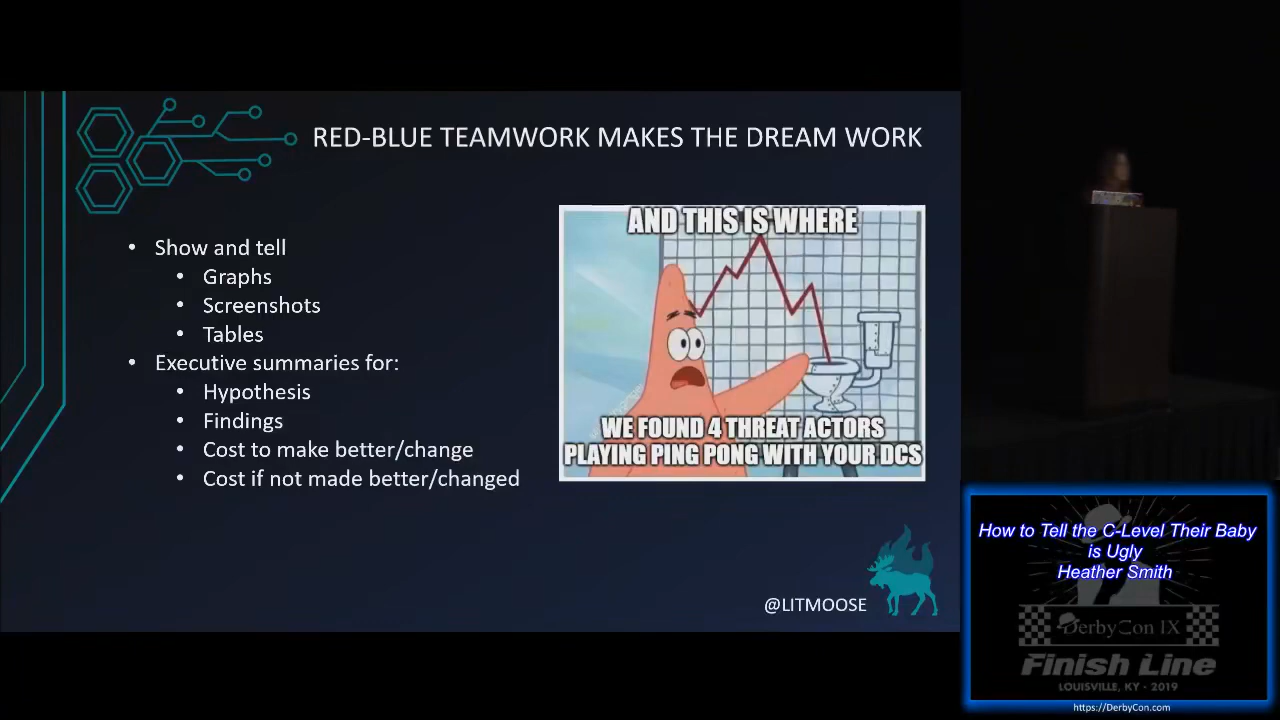 RED-BLUE TEAMWORK MAKES THE DREAM WORK
• Show and tell
• Graphs
• Screenshots
• Tables
• Executive summaries for:
• Hypothesis
• Findings
• Cost to make better/change
• Cost if not made better/changed
AND THIS IS WHERE
WE FOUND 4 THREAT ACTORS
PLAYING PING PONG WITH YOUR DCS
@LITMOOSE
How to Tell the C-Level Their Baby
is Ugly
Heather Smith
DerbyCon IX
Finish Line
LOUISVILLE, KY - 2019
https://DerbyCon.com